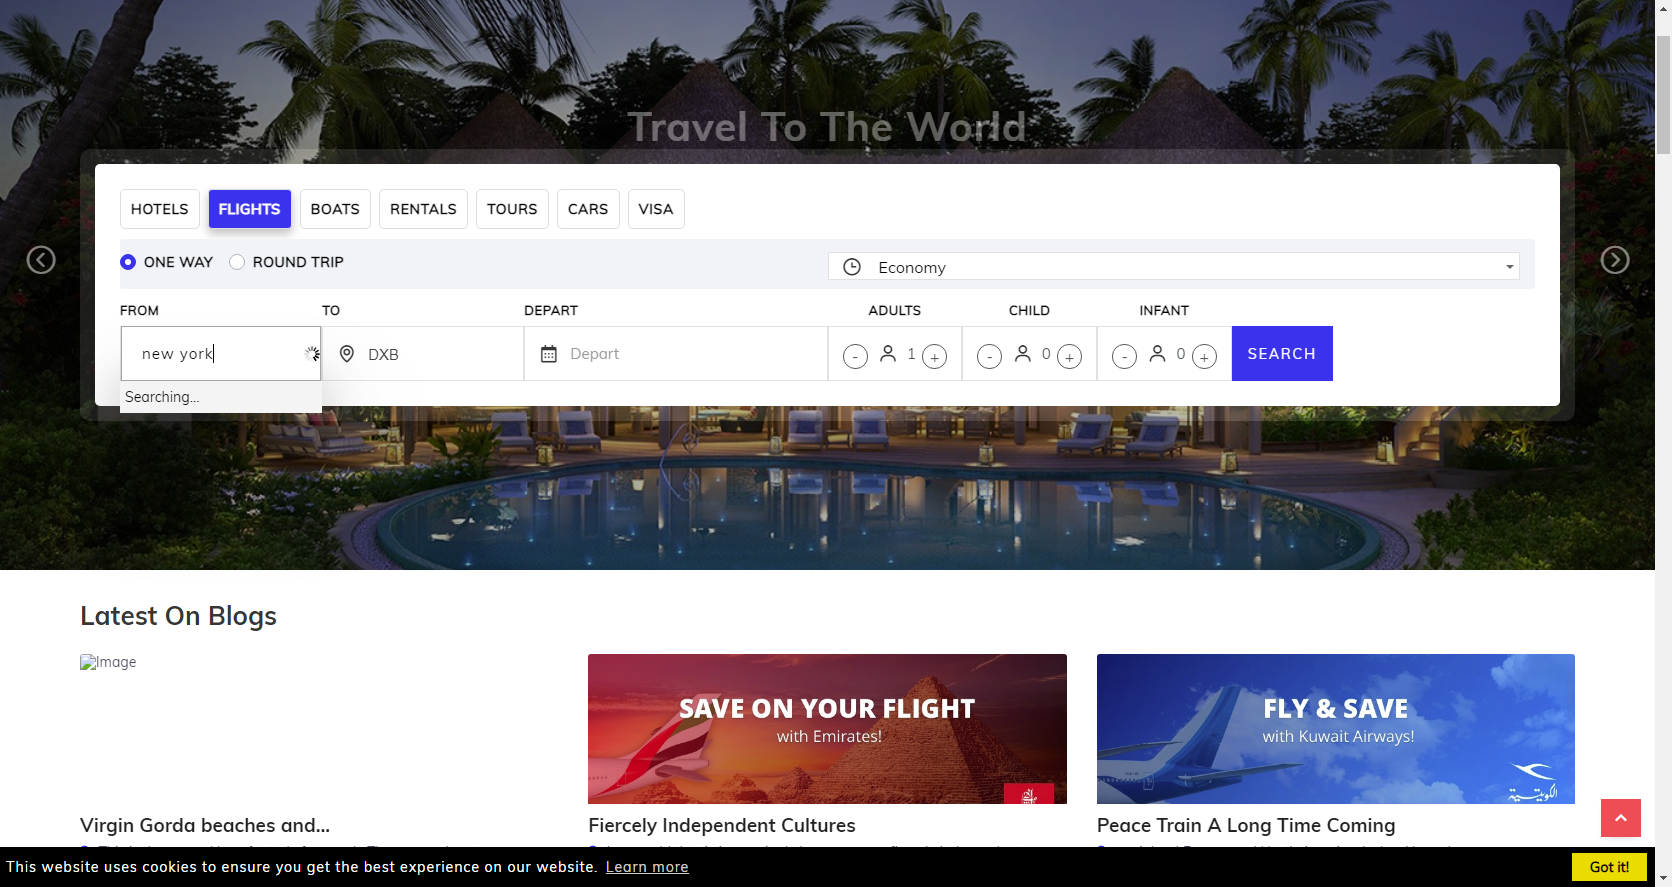 Travel To The World
HOTELS
FLIGHTS
BOATS
RENTALS
TOURS
CARS
VISA
ONE WAY
ROUND TRIP
Economy
FROM
TO
DEPART
ADULTS
CHILD
INFANT
new york
DXB
Depart
- 1 +
- 0 +
- 0 +
SEARCH
Searching…
Latest On Blogs
Image
SAVE ON YOUR FLIGHT
with Emirates!
FLY & SAVE
with Kuwait Airways!
الكويتية
Virgin Gorda beaches and...
Fiercely Independent Cultures
Peace Train A Long Time Coming
This website uses cookies to ensure you get the best experience on our website. Learn more
Got it!